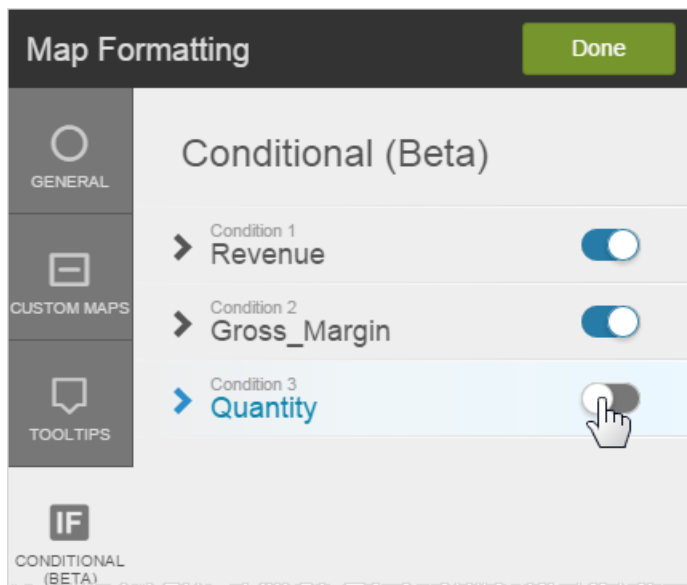 Map Formatting
Done
GENERAL
CUSTOM MAPS
TOOLTIPS
IF
CONDITIONAL
(BETA)
Conditional (Beta)
Condition 1
Revenue
Condition 2
Gross_Margin
Condition 3
Quantity